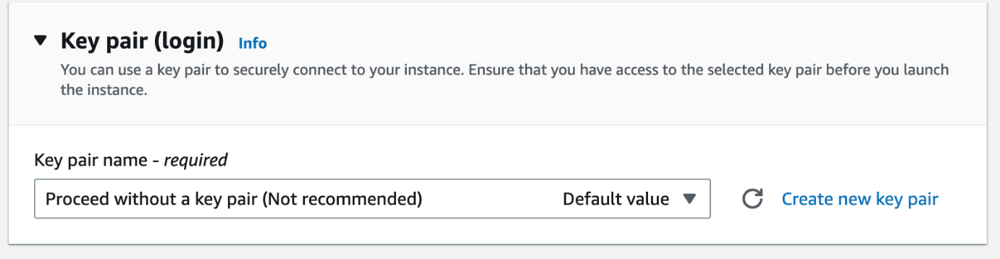 Key pair (login) Info
You can use a key pair to securely connect to your instance. Ensure that you have access to the selected key pair before you launch
the instance.
Key pair name - required
Proceed without a key pair (Not recommended) Default value Create new key pair